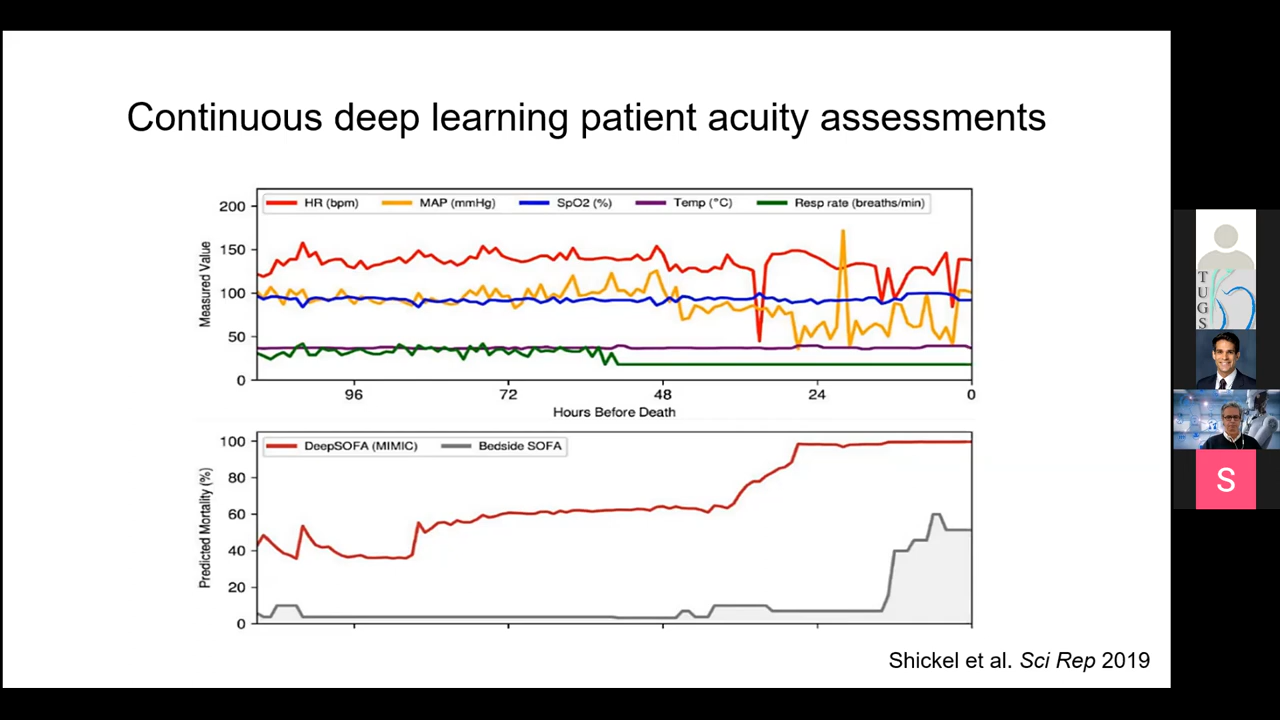 Continuous deep learning patient acuity assessments
HR (bpm) MAP (mmHg) SpO2 (%) Temp (°C) Resp rate (breaths/min)
200
150
100
50
0
Measured Value
96 72 48 24 0
Hours Before Death
DeepSOFA (MIMIC) Bedside SOFA
100
80
60
40
20
0
Predicted Mortality (%)
Shickel et al. Sci Rep 2019
T
U
G
S
S